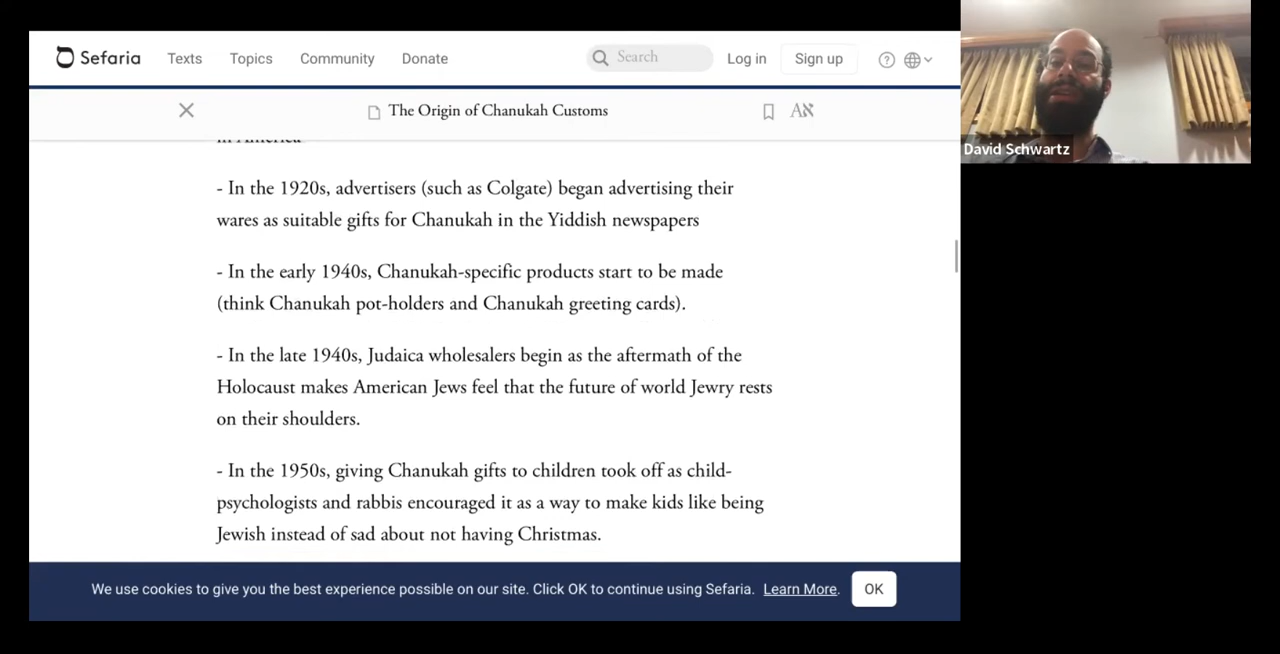 Sefaria Texts Topics Community Donate Search Log in Sign up
The Origin of Chanukah Customs
in America
- In the 1920s, advertisers (such as Colgate) began advertising their
wares as suitable gifts for Chanukah in the Yiddish newspapers
- In the early 1940s, Chanukah-specific products start to be made
(think Chanukah pot-holders and Chanukah greeting cards).
- In the late 1940s, Judaica wholesalers begin as the aftermath of the
Holocaust makes American Jews feel that the future of world Jewry rests
on their shoulders.
- In the 1950s, giving Chanukah gifts to children took off as child-
psychologists and rabbis encouraged it as a way to make kids like being
Jewish instead of sad about not having Christmas.
We use cookies to give you the best experience possible on our site. Click OK to continue using Sefaria. Learn More. OK
David Schwartz